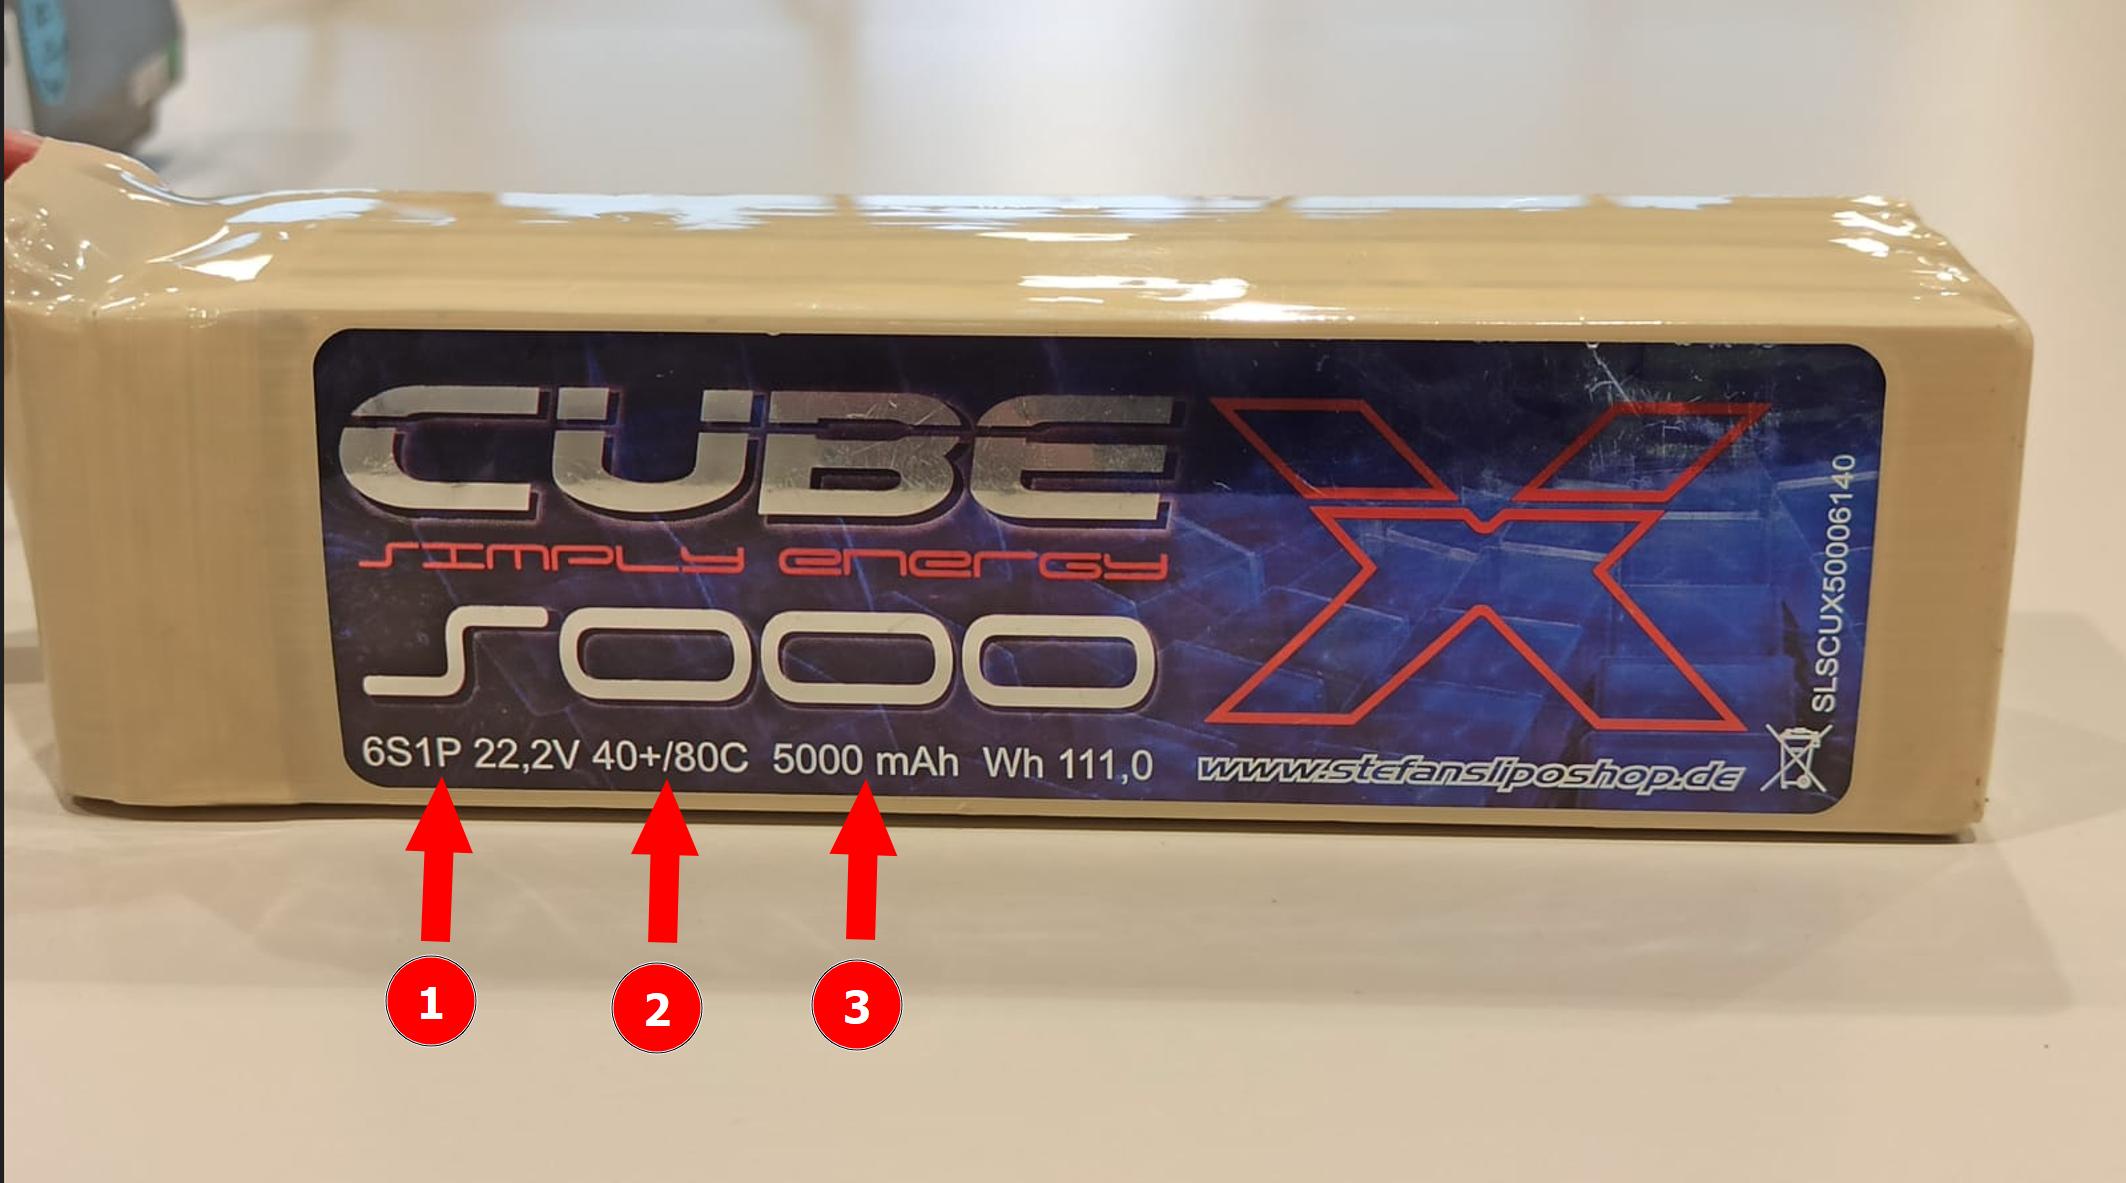 CUBE
SIMPLY ENERGY
5000
6S1P 22,2V 40+/80C 5000 mAh Wh 111,0
X
www.stefansliposhop.de
SLSCUX50006140
1
2
3